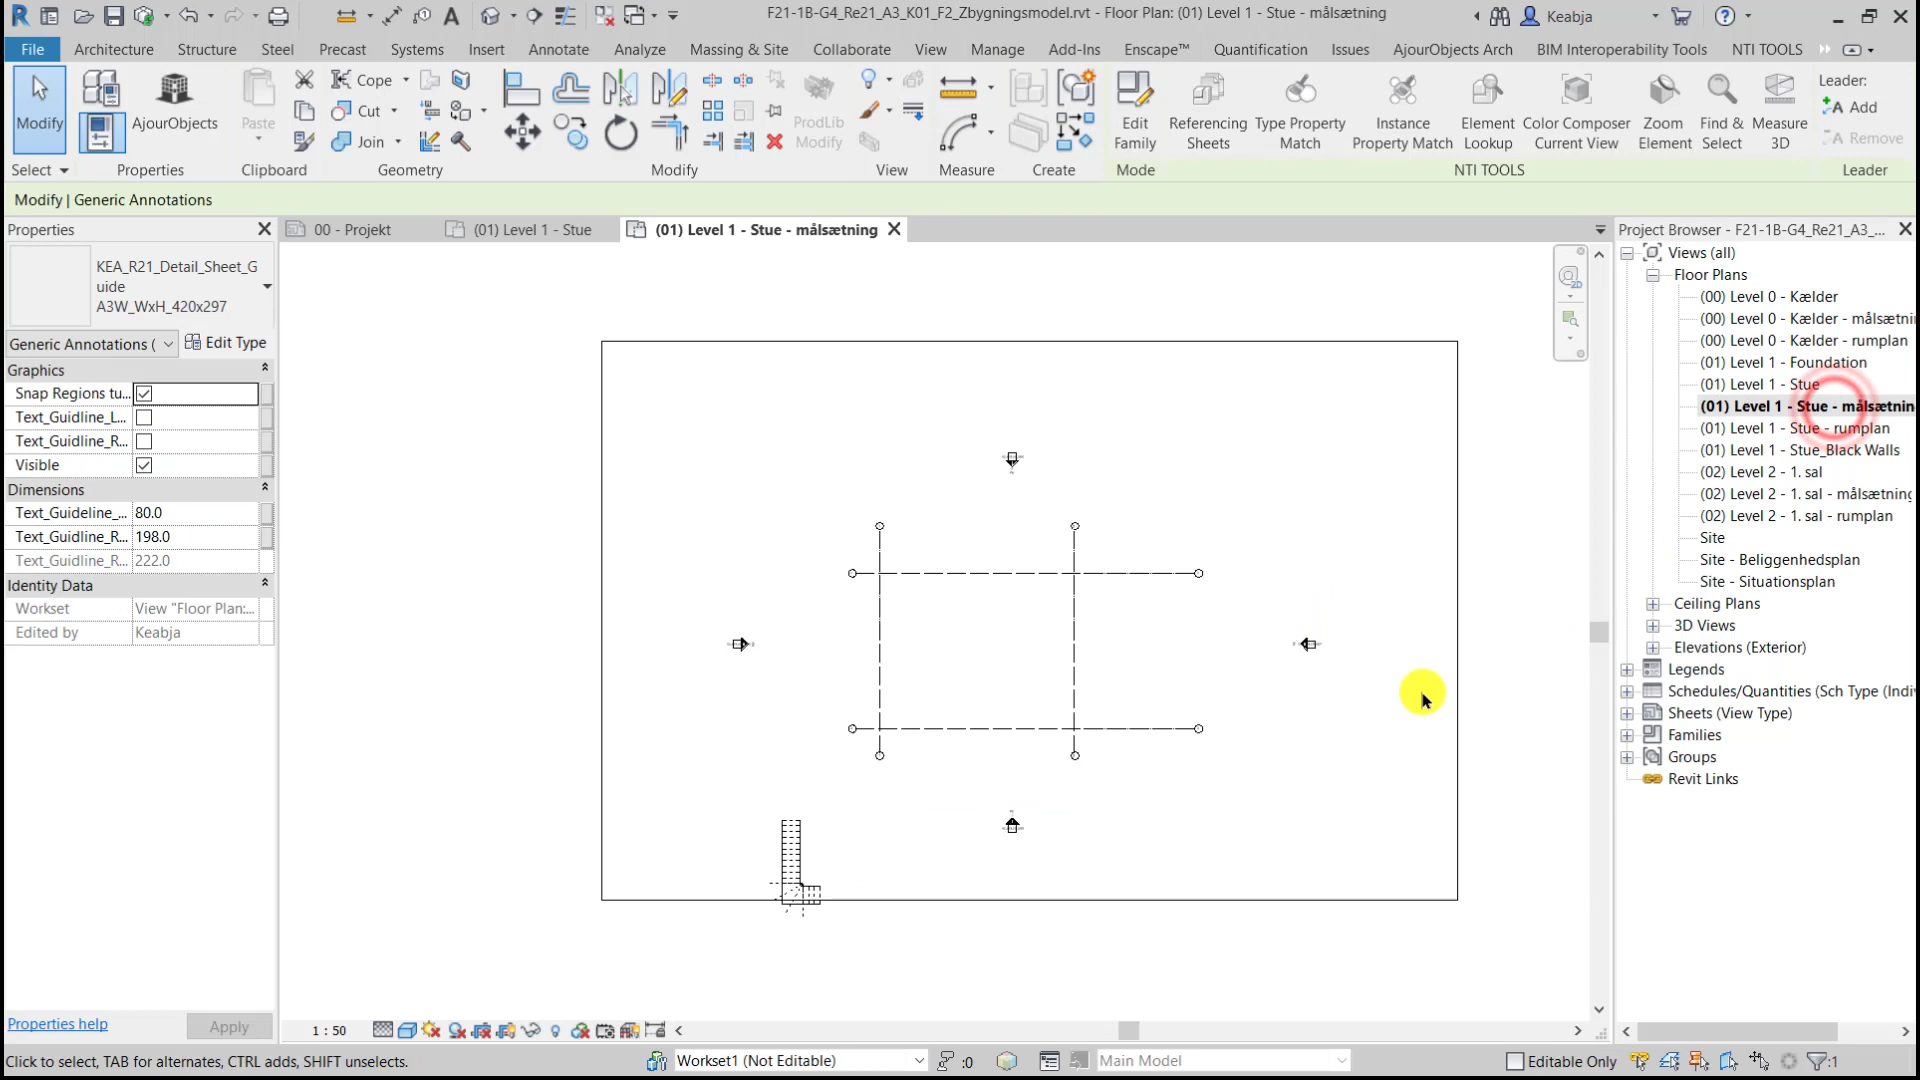 F21-1B-G4_Re21_A3_K01_F2_Zbygningsmodel.rvt - Floor Plan: (01) Level 1 - Stue - målsætning
Keabja
File Architecture Structure Steel Precast Systems Insert Annotate Analyze Massing & Site Collaborate View Manage Add-Ins Enscape™ Quantification Issues AjourObjects Arch BIM Interoperability Tools NTI TOOLS
Modify
AjourObjects
Paste
Cope
Cut
Join
ProdLib Modify
Edit Family
Referencing Sheets
Type Property Match
Instance Property Match
Element Lookup
Color Composer Current View
Zoom Element
Find & Select
Measure 3D
Leader:
Add
Remove
Select Properties Clipboard Geometry Modify View Measure Create Mode NTI TOOLS Leader
Modify | Generic Annotations
Properties
00 - Projekt
(01) Level 1 - Stue
(01) Level 1 - Stue - målsætning
KEA_R21_Detail_Sheet_G
uide
A3W_WxH_420x297
Generic Annotations (
Edit Type
Graphics
Snap Regions tu...
Text_Guidline_L...
Text_Guidline_R...
Visible
Dimensions
Text_Guideline_... 80.0
Text_Guidline_R... 198.0
Text_Guidline_R... 222.0
Identity Data
Workset View "Floor Plan:...
Edited by Keabja
Properties help
Apply
2D
Project Browser - F21-1B-G4_Re21_A3_...
Views (all)
Floor Plans
(00) Level 0 - Kælder
(00) Level 0 - Kælder - målsætni
(00) Level 0 - Kælder - rumplan
(01) Level 1 - Foundation
(01) Level 1 - Stue
(01) Level 1 - Stue - målsætnin
(01) Level 1 - Stue - rumplan
(01) Level 1 - Stue_Black Walls
(02) Level 2 - 1. sal
(02) Level 2 - 1. sal - målsætning
(02) Level 2 - 1. sal - rumplan
Site
Site - Beliggenhedsplan
Site - Situationsplan
Ceiling Plans
3D Views
Elevations (Exterior)
Legends
Schedules/Quantities (Sch Type (Indi
Sheets (View Type)
Families
Groups
Revit Links
1 : 50
Click to select, TAB for alternates, CTRL adds, SHIFT unselects.
Workset1 (Not Editable)
:0
Main Model
Editable Only
:1